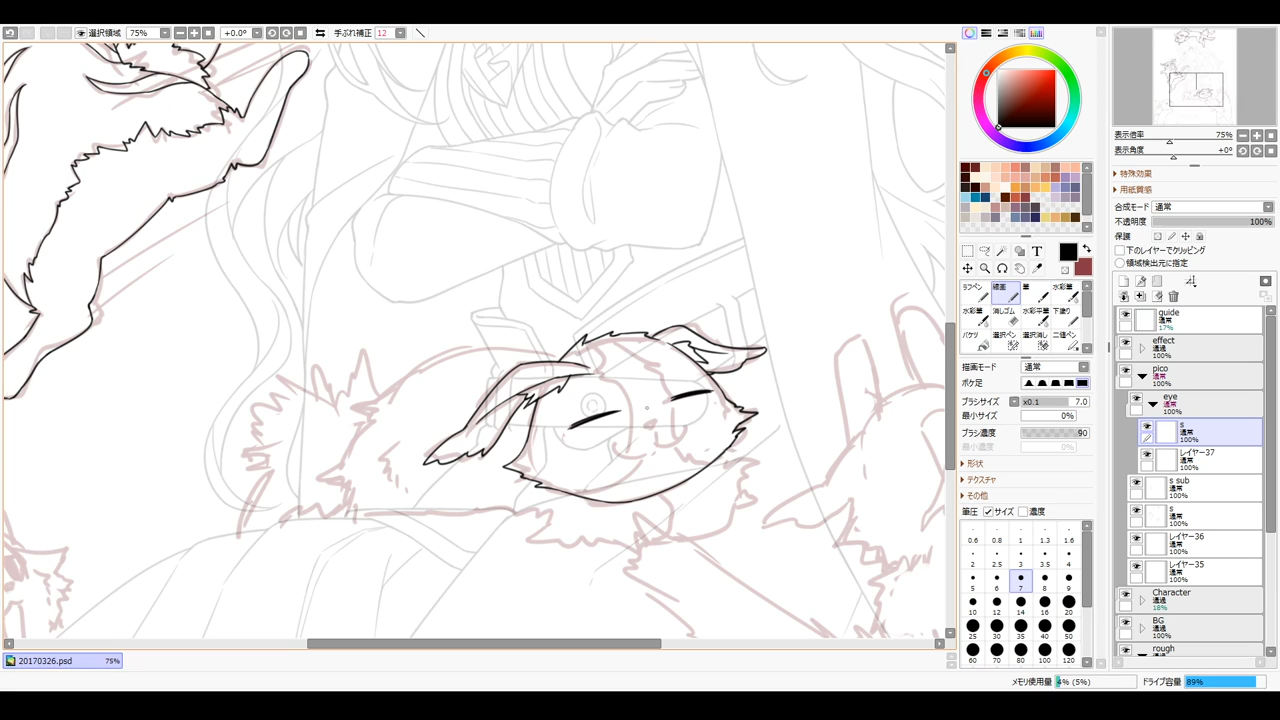 選択領域 75% +0.0° 手ぶれ補正 12
表示倍率 75%
表示角度 +0°
特殊効果
用紙質感
合成モード 通常
不透明度 100%
保護
下のレイヤーでクリッピング
領域検出元に指定
T
ラフペン 線画 筆 水彩筆
水彩筆 消しゴム 水彩平筆 下塗り
バケツ 選択ペン 選択消し 二値ペン
描画モード 通常
ボケ足
ブラシサイズ x0.1 7.0
最小サイズ 0%
ブラシ濃度 90
最小濃度 0%
形状
テクスチャ
その他
筆圧 サイズ 濃度
0.6 0.8 1 1.3 1.6
2 2.5 3 3.5 4
5 6 7 8 9
10 12 14 16 20
25 30 35 40 50
60 70 80 100 120
guide
通常
17%
effect
通過
100%
pico
通常
100%
eye
通常
100%
s
通常
100%
レイヤー37
通常
100%
s sub
通常
100%
s
通常
100%
レイヤー36
通常
100%
レイヤー35
通常
100%
Character
通過
18%
BG
通過
100%
rough
通常
20170326.psd 75%
メモリ使用量 4% (5%) ドライブ容量 89%